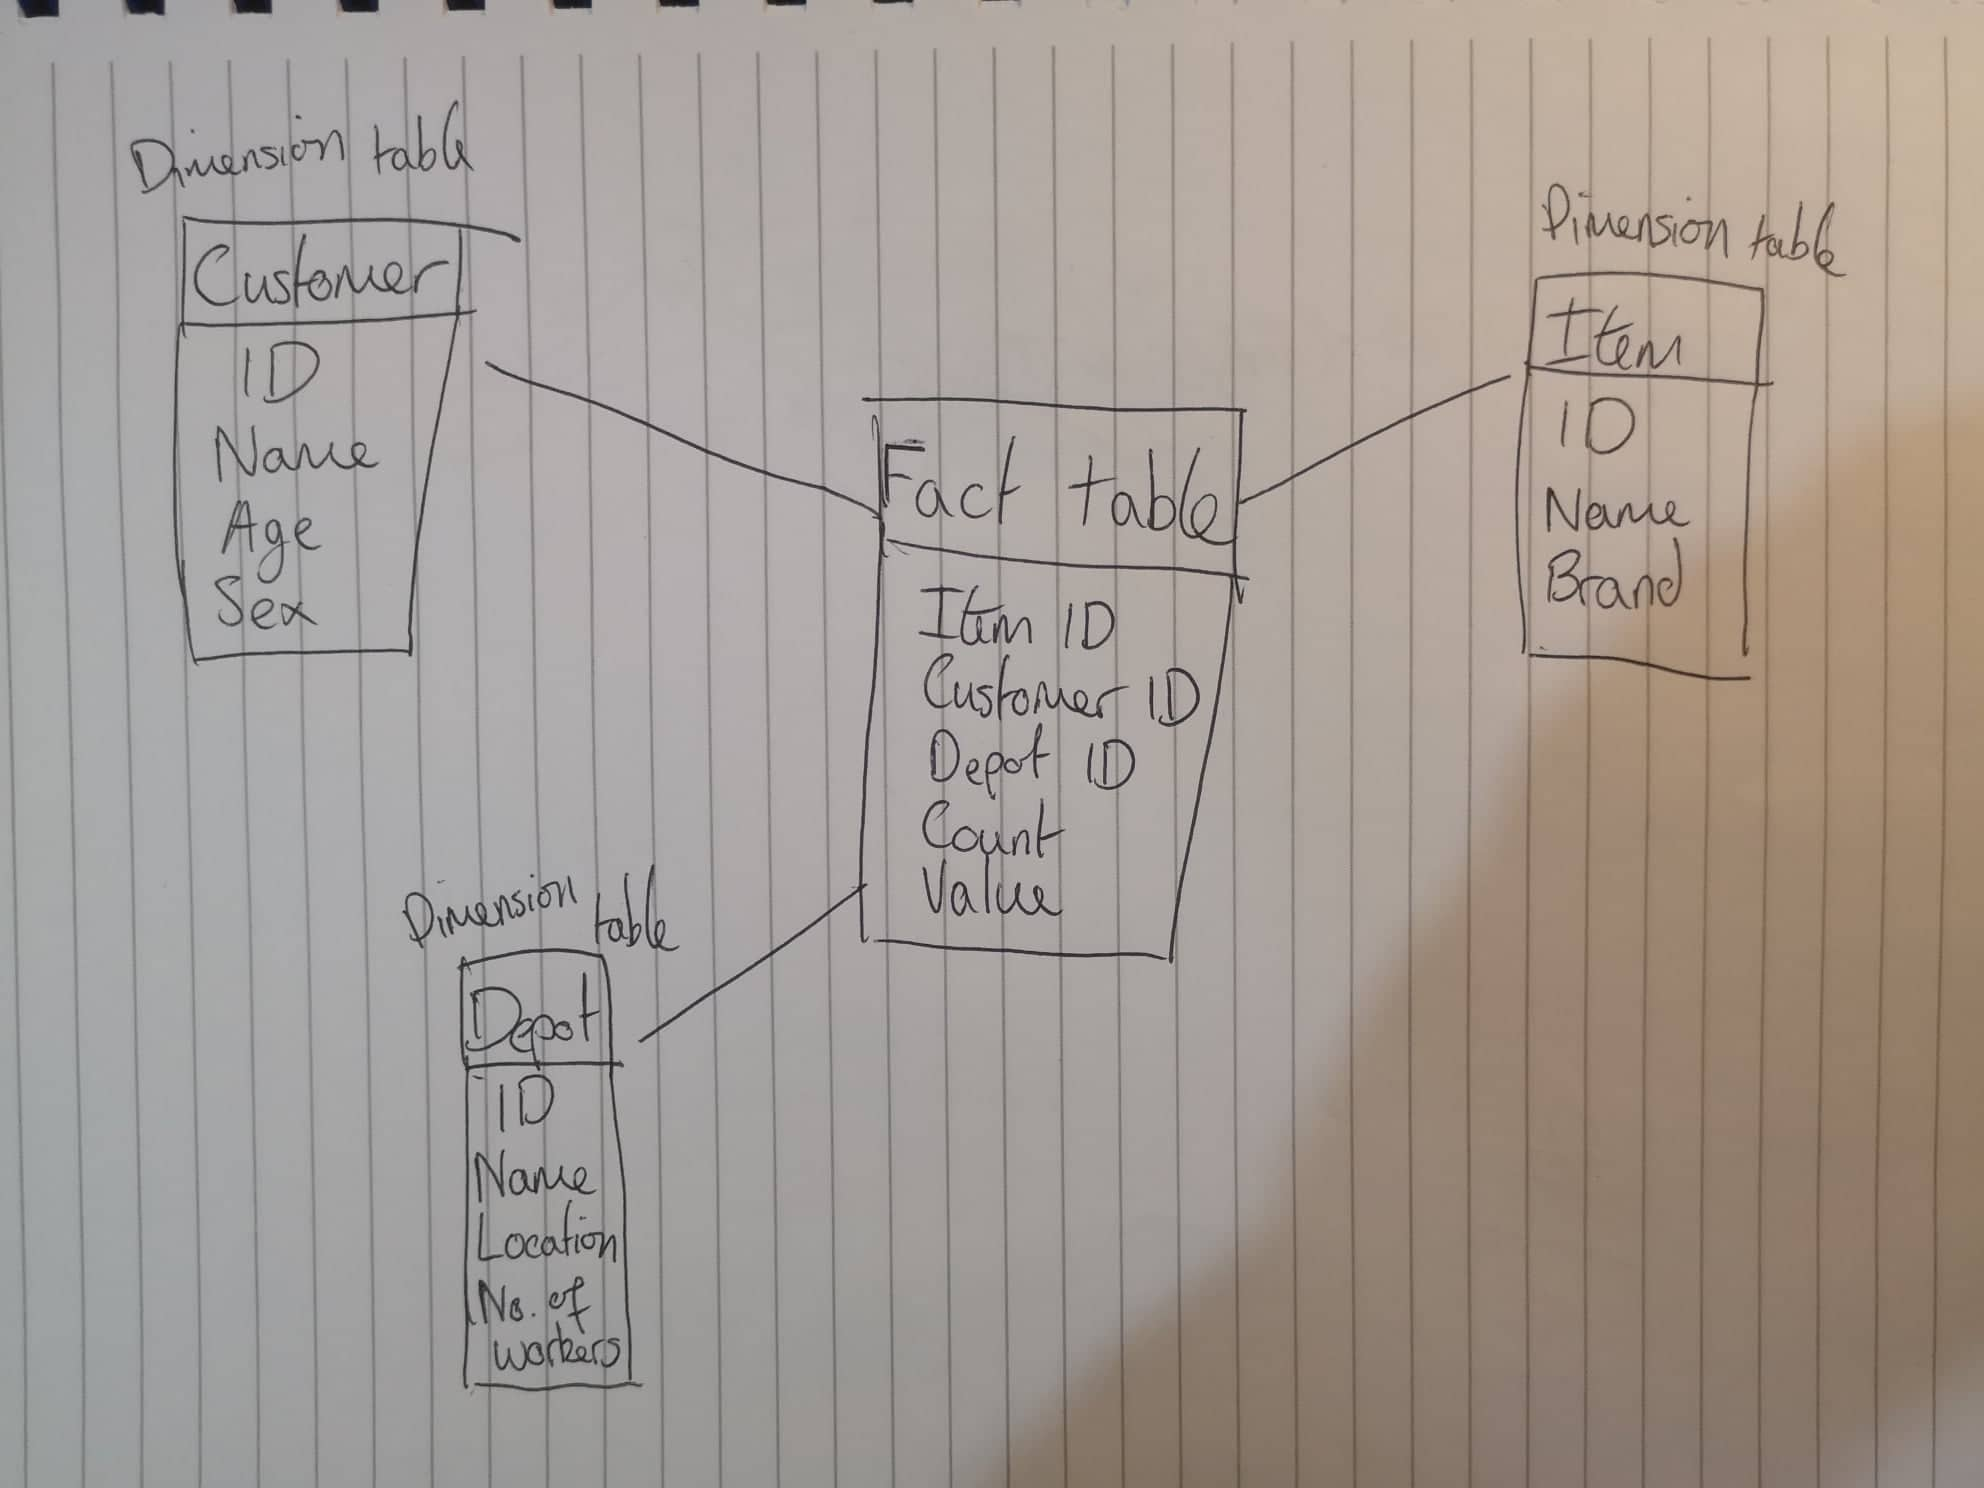 Dimension table
Customer
ID
Name
Age
Sex
Dimension table
Item
ID
Name
Brand
Fact table
Item ID
Customer ID
Depot ID
Count
Value
Dimension table
Depot
ID
Name
Location
No. of
workers